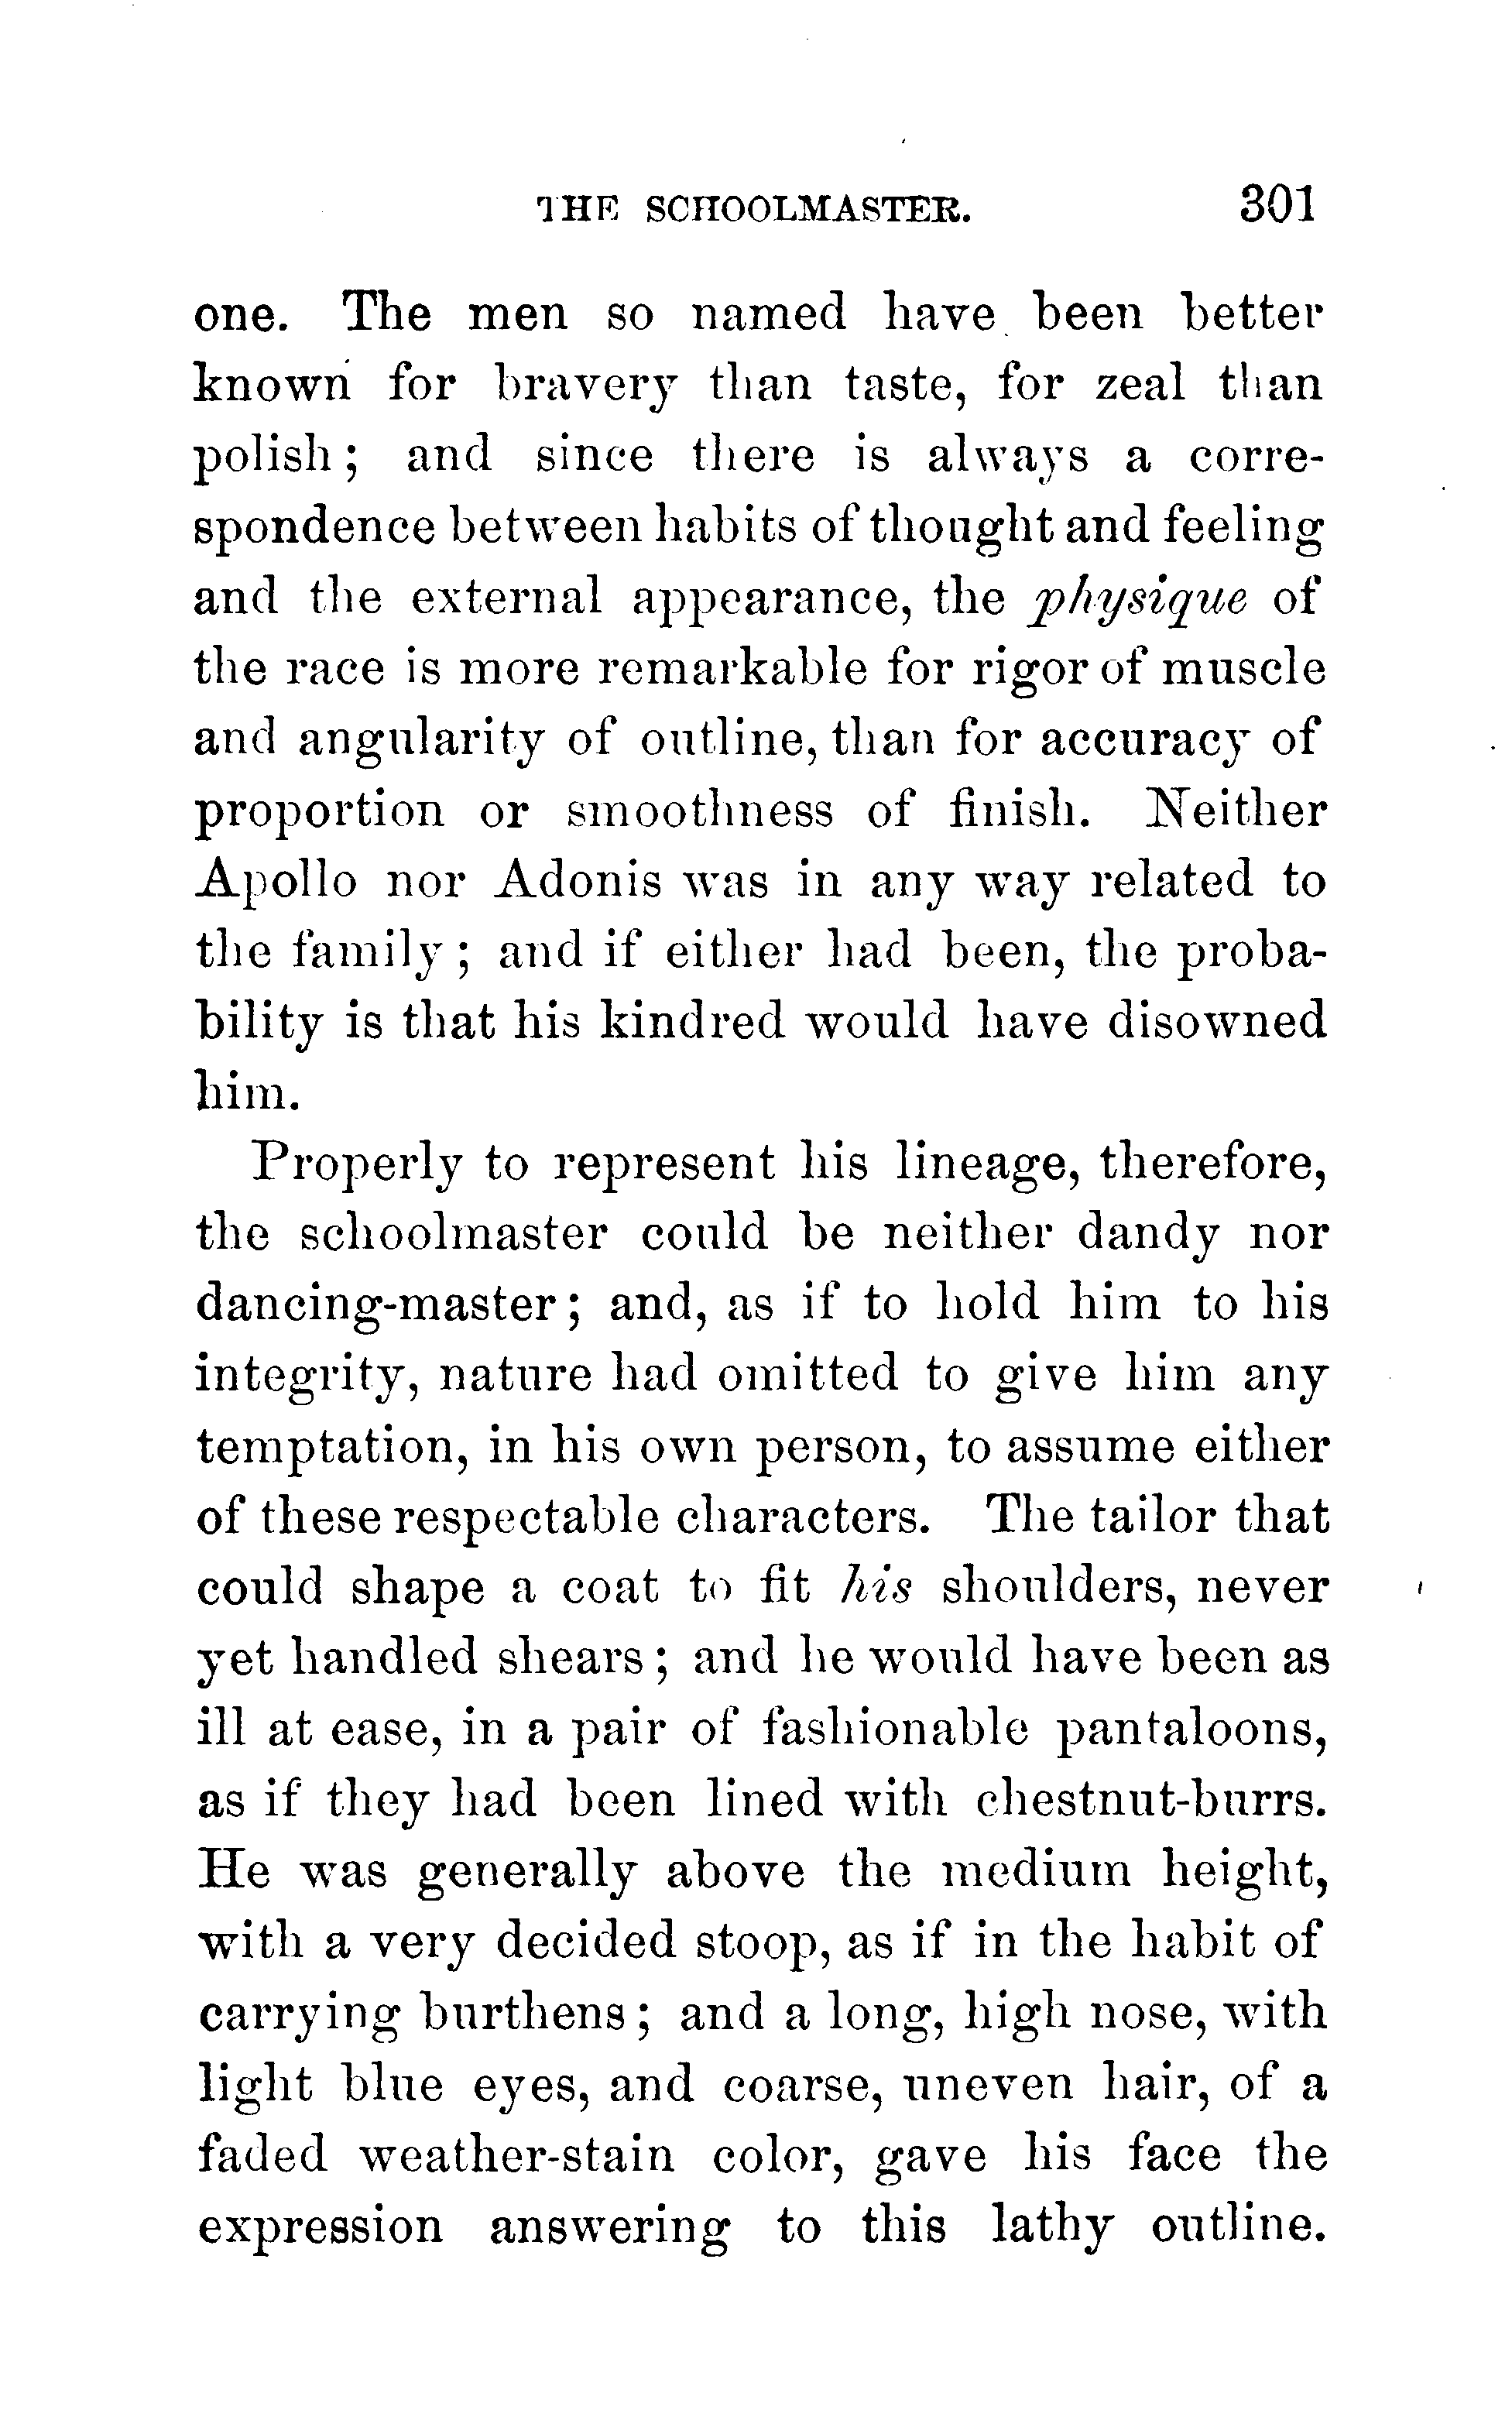 THE SCHOOLMASTER. 301
one. The men so named have been better
known for bravery than taste, for zeal than
polish; and since there is always a corre-
spondence between habits of thought and feeling
and the external appearance, the physique of
the race is more remarkable for rigor of muscle
and angularity of outline, than for accuracy of
proportion or smoothness of finish. Neither
Apollo nor Adonis was in any way related to
the family; and if either had been, the proba-
bility is that his kindred would have disowned
him.
Properly to represent his lineage, therefore,
the schoolmaster could be neither dandy nor
dancing-master; and, as if to hold him to his
integrity, nature had omitted to give him any
temptation, in his own person, to assume either
of these respectable characters. The tailor that
could shape a coat to fit his shoulders, never
yet handled shears; and he would have been as
ill at ease, in a pair of fashionable pantaloons,
as if they had been lined with chestnut-burrs.
He was generally above the medium height,
with a very decided stoop, as if in the habit of
carrying burthens; and a long, high nose, with
light blue eyes, and coarse, uneven hair, of a
faded weather-stain color, gave his face the
expression answering to this lathy outline.